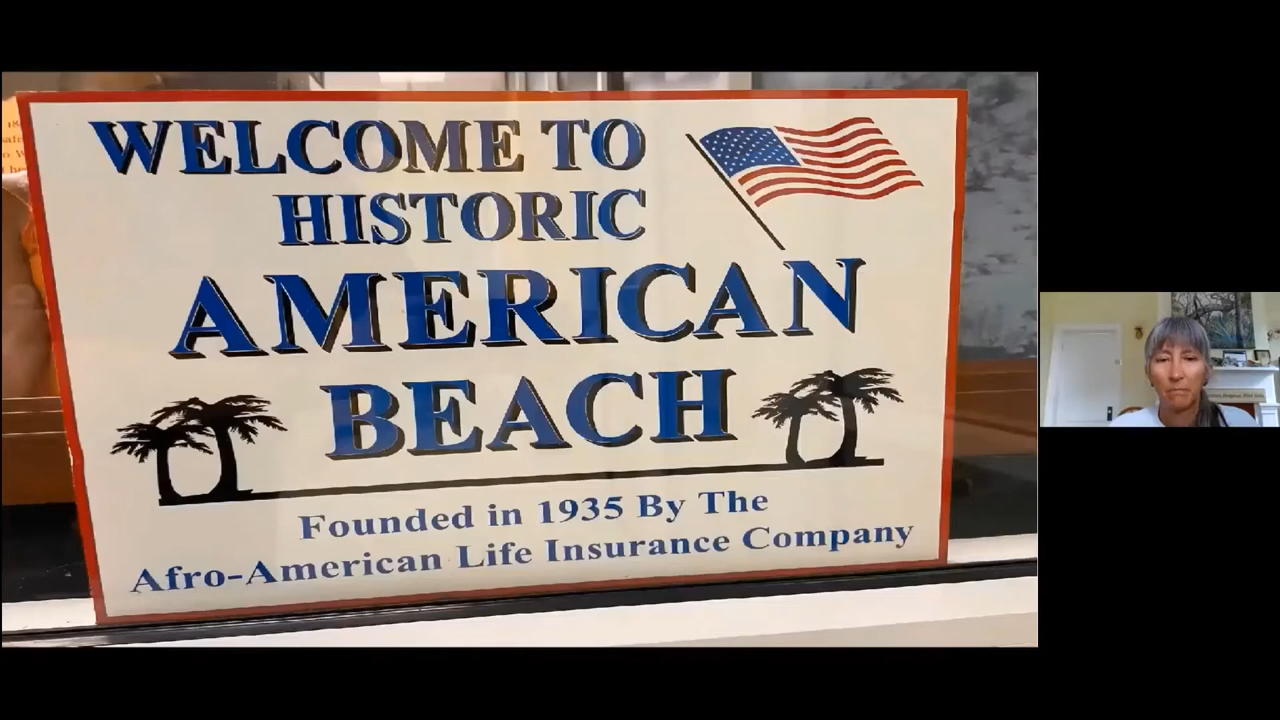 WELCOME TO
HISTORIC
AMERICAN
BEACH
Founded in 1935 By The
Afro-American Life Insurance Company